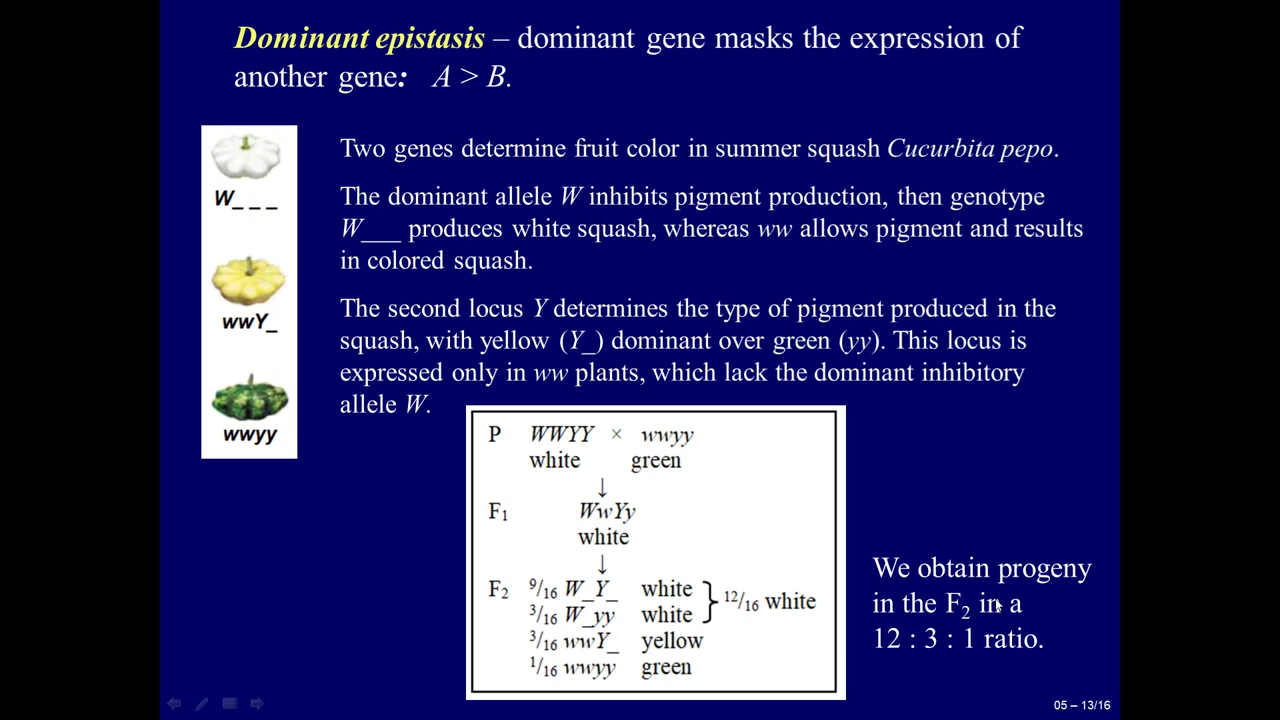 Dominant epistasis – dominant gene masks the expression of
another gene: A > B.
W_ _ _
wwY_
wwyy
Two genes determine fruit color in summer squash Cucurbita pepo.
The dominant allele W inhibits pigment production, then genotype
W___ produces white squash, whereas ww allows pigment and results
in colored squash.
The second locus Y determines the type of pigment produced in the
squash, with yellow (Y_) dominant over green (yy). This locus is
expressed only in ww plants, which lack the dominant inhibitory
allele W.
P WWYY × wwyy
white green
↓
F₁ WwYy
white
↓
F₂ 9/16 W_Y_ white
3/16 W_yy white
12/16 white
3/16 wwY_ yellow
1/16 wwyy green
We obtain progeny
in the F₂ in a
12 : 3 : 1 ratio.
05 – 13/16